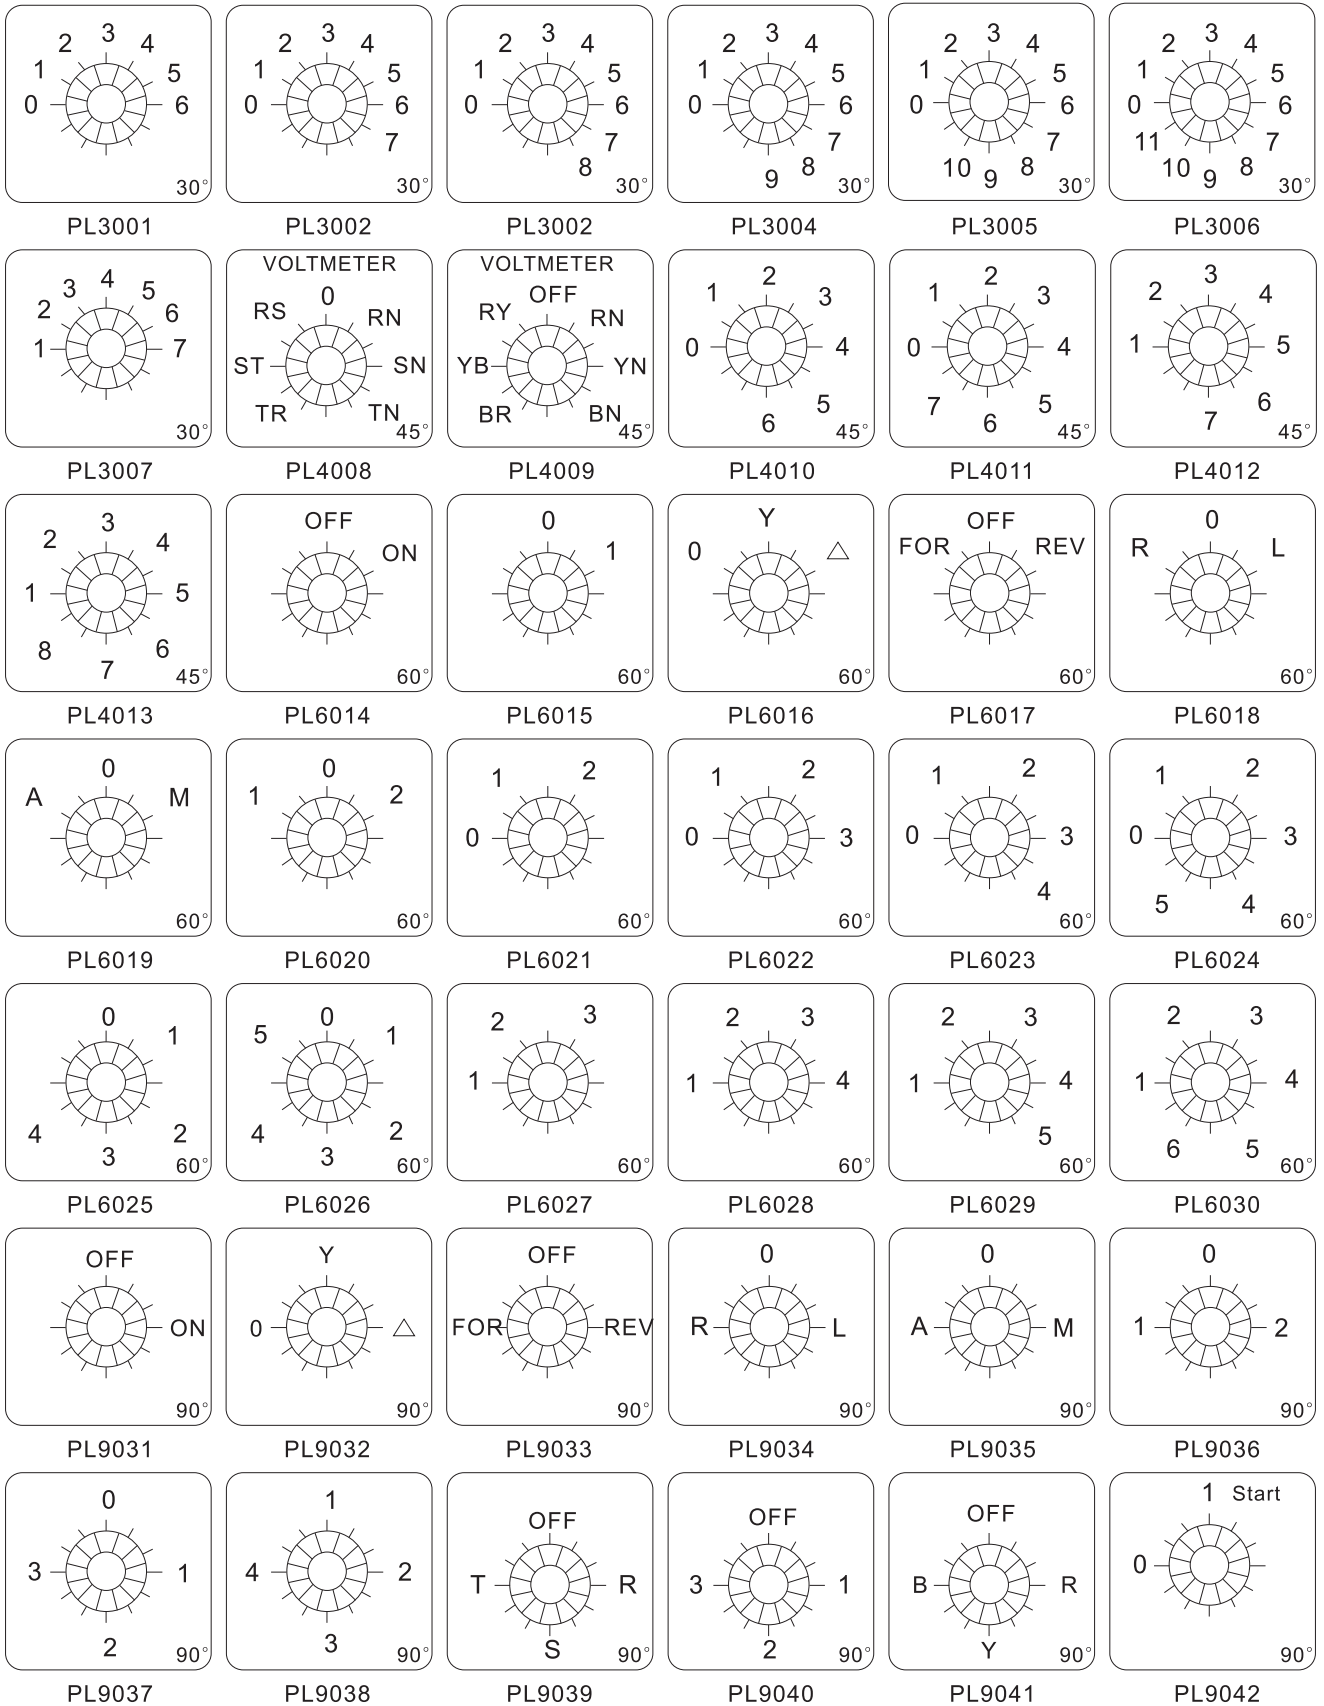 3 3 3 3 3 3
2 4 2 4 2 4 2 4 2 4 2 4
1 5 1 5 1 5 1 5 1 5 1 5
0 6 0 6 0 6 0 6 0 6 0 6
7 7 7 7 11 7
8 8 10 8 10 8
9 9 9
30° 30° 30° 30° 30° 30°
PL3001 PL3002 PL3002 PL3004 PL3005 PL3006
VOLTMETER VOLTMETER
4 0 OFF 2 2 3
3 5 RS RN RY RN 1 3 1 3 2 4
2 6
1 7 ST SN YB YN 0 4 0 4 1 5
TR TN BR BN 5 7 5 6
6 6 7
30° 45° 45° 45° 45° 45°
PL3007 PL4008 PL4009 PL4010 PL4011 PL4012
3 OFF 0 Y OFF 0
2 4 ON 1 0 △ FOR REV R L
1 5
8 6
7
45° 60° 60° 60° 60° 60°
PL4013 PL6014 PL6015 PL6016 PL6017 PL6018
0 0 1 2 1 2 1 2 1 2
A M 1 2
0 0 3 0 3 0 3
4 5 4
60° 60° 60° 60° 60° 60°
PL6019 PL6020 PL6021 PL6022 PL6023 PL6024
0 0 2 3 2 3 2 3 2 3
1 5 1
1 1 4 1 4 1 4
4 2 4 2 5 6 5
3 3
60° 60° 60° 60° 60° 60°
PL6025 PL6026 PL6027 PL6028 PL6029 PL6030
OFF Y OFF 0 0 0
ON 0 △ FOR REV R L A M 1 2
90° 90° 90° 90° 90° 90°
PL9031 PL9032 PL9033 PL9034 PL9035 PL9036
0 1 OFF OFF OFF 1 Start
3 1 4 2 T R 3 1 B R 0
2 3 S 2 Y
90° 90° 90° 90° 90° 90°
PL9037 PL9038 PL9039 PL9040 PL9041 PL9042